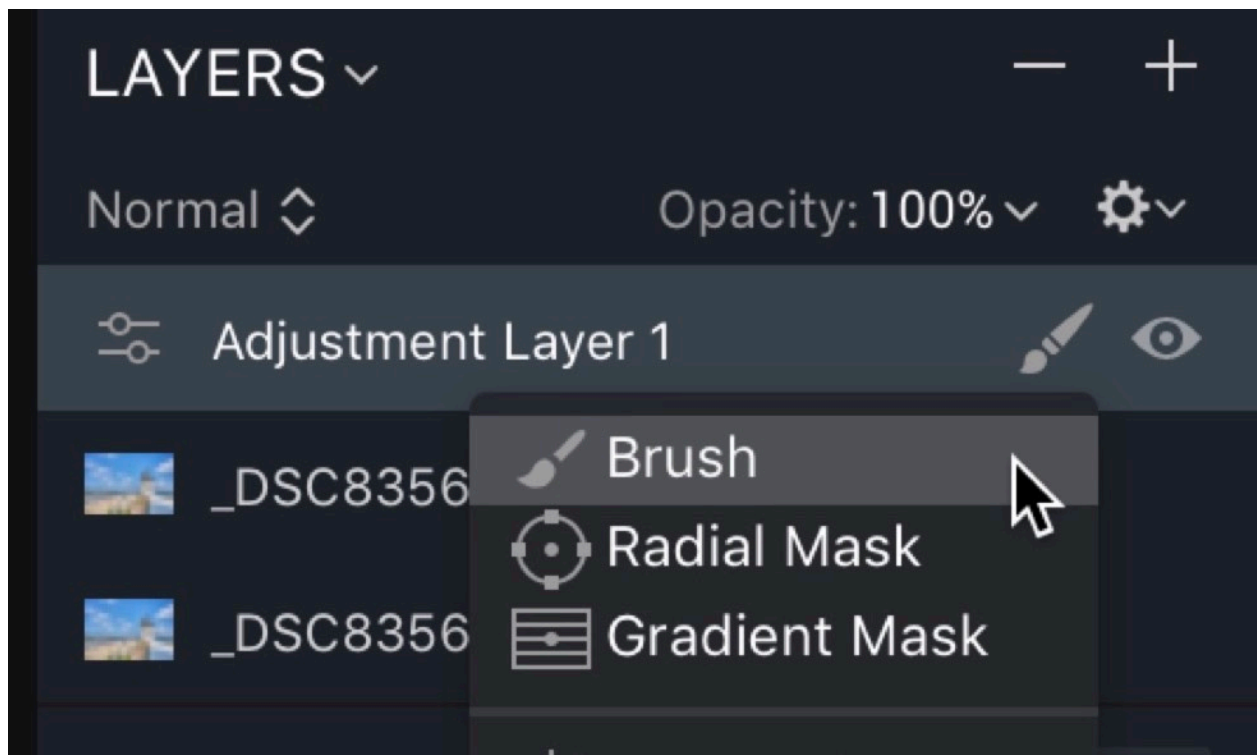 LAYERS
Normal
Opacity: 100%
Adjustment Layer 1
_DSC8356
_DSC8356
Brush
Radial Mask
Gradient Mask